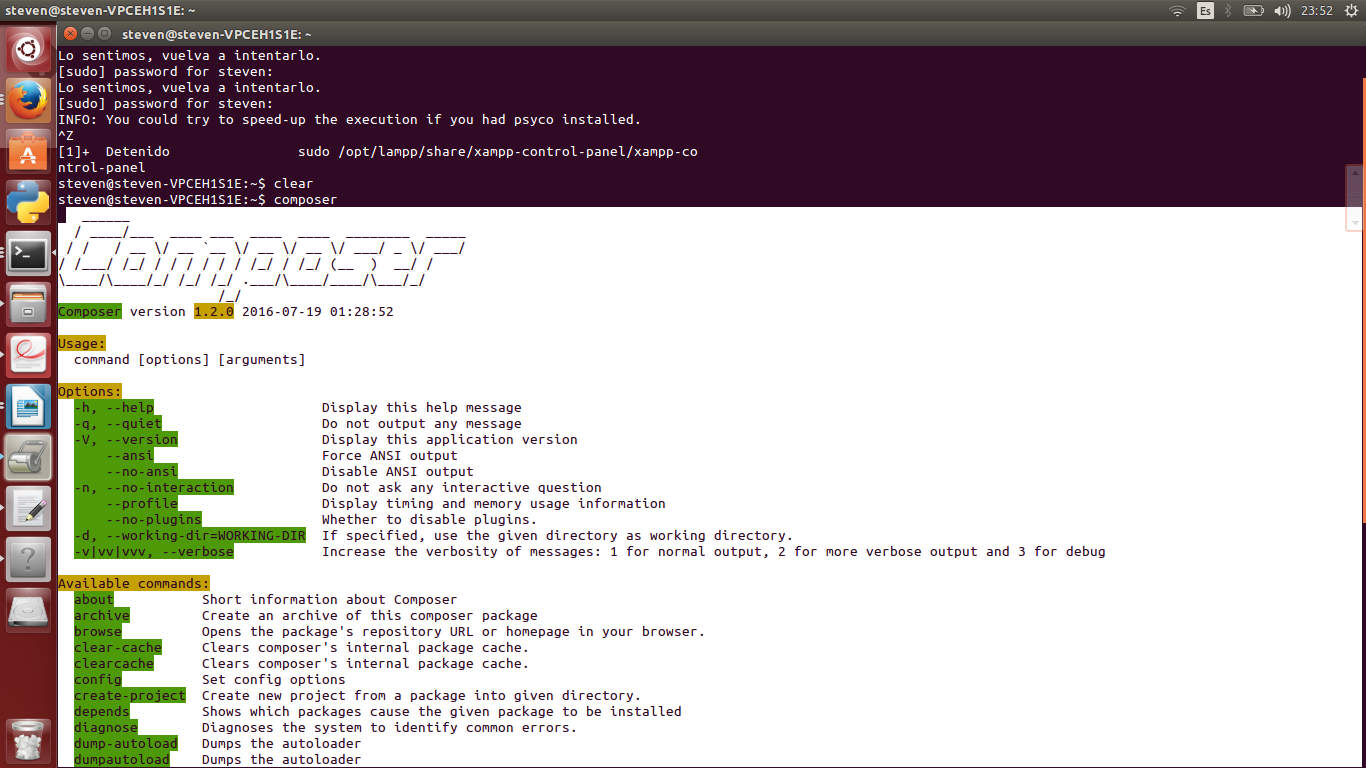 steven@steven-VPCEH1S1E: ~
Es
23:52
steven@steven-VPCEH1S1E: ~
Lo sentimos, vuelva a intentarlo.
[sudo] password for steven:
Lo sentimos, vuelva a intentarlo.
[sudo] password for steven:
INFO: You could try to speed-up the execution if you had psyco installed.
^Z
[1]+  Detenido                sudo /opt/lampp/share/xampp-control-panel/xampp-co
ntrol-panel
steven@steven-VPCEH1S1E:~$ clear
steven@steven-VPCEH1S1E:~$ composer
Composer
Composer version 1.2.0 2016-07-19 01:28:52
Usage:
command [options] [arguments]
Options:
-h, --help                     Display this help message
-q, --quiet                    Do not output any message
-V, --version                  Display this application version
--ansi                     Force ANSI output
--no-ansi                  Disable ANSI output
-n, --no-interaction           Do not ask any interactive question
--profile                  Display timing and memory usage information
--no-plugins               Whether to disable plugins.
-d, --working-dir=WORKING-DIR  If specified, use the given directory as working directory.
-v|vv|vvv, --verbose           Increase the verbosity of messages: 1 for normal output, 2 for more verbose output and 3 for debug
Available commands:
about           Short information about Composer
archive         Create an archive of this composer package
browse          Opens the package's repository URL or homepage in your browser.
clear-cache     Clears composer's internal package cache.
clearcache      Clears composer's internal package cache.
config          Set config options
create-project  Create new project from a package into given directory.
depends         Shows which packages cause the given package to be installed
diagnose        Diagnoses the system to identify common errors.
dump-autoload   Dumps the autoloader
dumpautoload    Dumps the autoloader